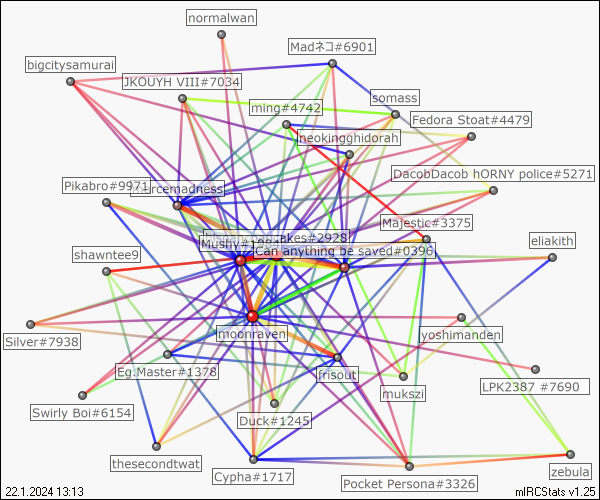 normalwan
Madネコ#6901
bigcitysamurai
JKOUYH VIII#7034
somass
ming#4742
Fedora Stoat#4479
neokingghidorah
DacobDacob hORNY police#5271
Pikabro#9971
Majestic#3375
akes#2928
Mushy#1984
can anything be saved#0396
eliakith
shawntee9
moonraven
yoshimanden
Silver#7938
Eg.Master#1378
frisout
LPK2387 #7690
mukszi
Swirly Boi#6154
Duck#1245
thesecondtwat
Cypha#1717
Pocket Persona#3326
zebula
22.1.2024 13:13
mIRCStats v1.25